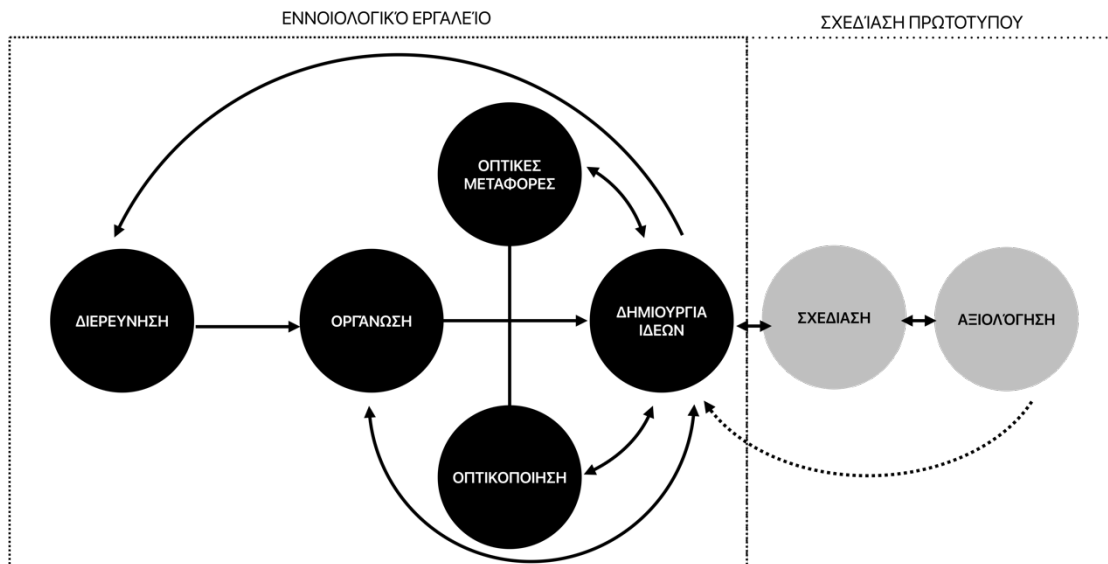 ΕΝΝΟΙΟΛΟΓΙΚΌ ΕΡΓΑΛΕΊΟ
ΣΧΕΔΊΑΣΗ ΠΡΩΤΟΤΥΠΟΥ
ΟΠΤΙΚΕΣ
ΜΕΤΑΦΟΡΕΣ
ΔΙΕΡΕΥΝΗΣΗ
ΟΡΓΆΝΩΣΗ
ΔΗΜΙΟΥΡΓΙΑ
ΙΔΕΩΝ
ΣΧΕΔΙΑΣΗ
ΑΞΙΟΛΌΓΗΣΗ
ΟΠΤΙΚΟΠΟΙΗΣΗ